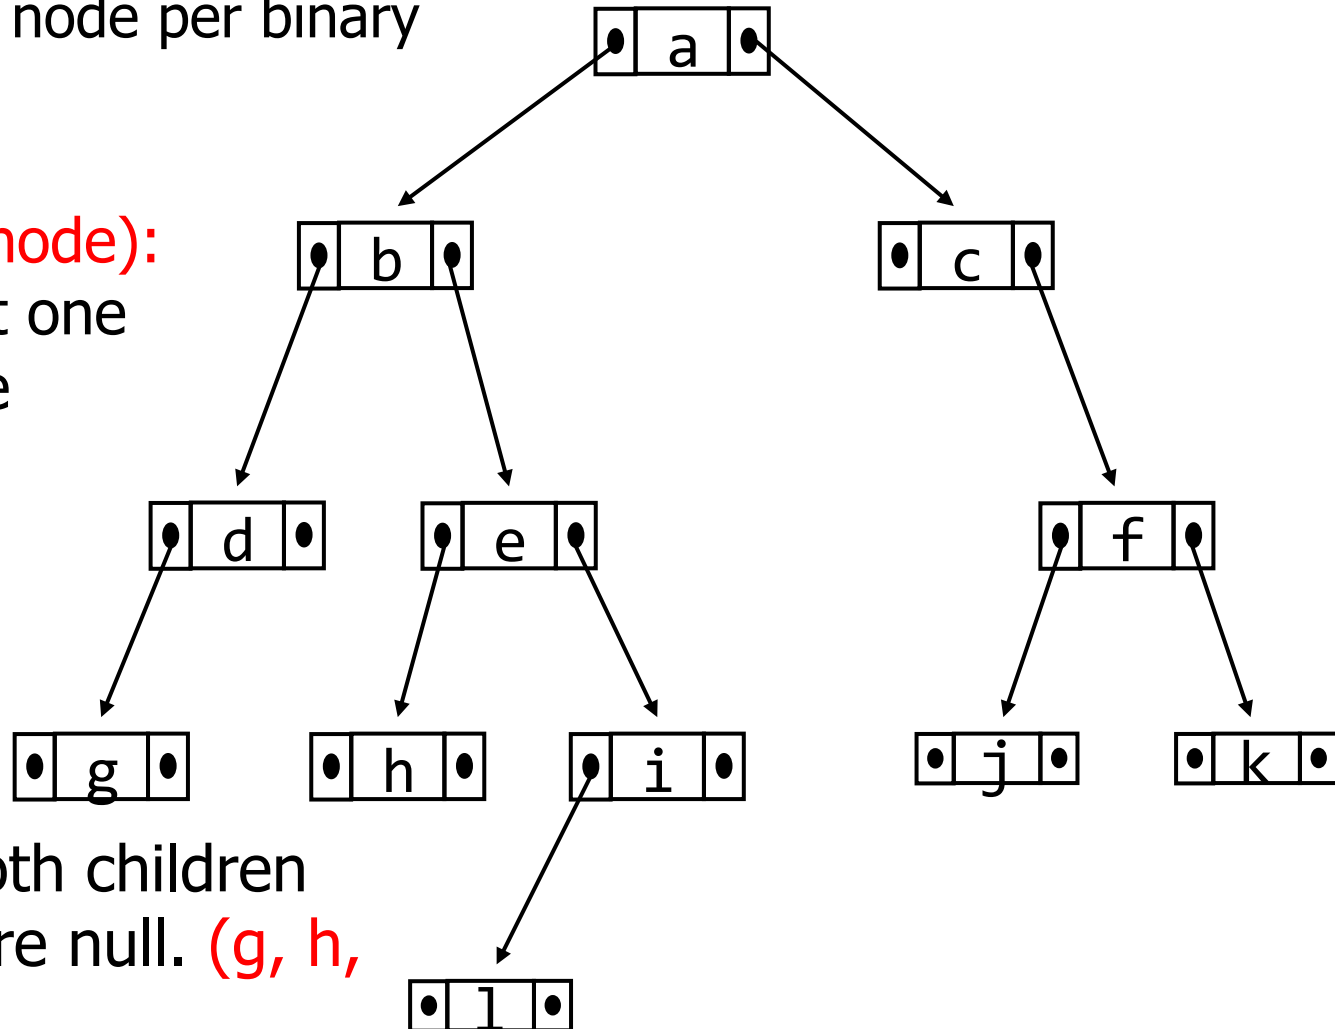 node per binary
a
node):
b
c
t one
e
d
e
f
g
h
i
j
k
oth children
re null. (g, h,
l